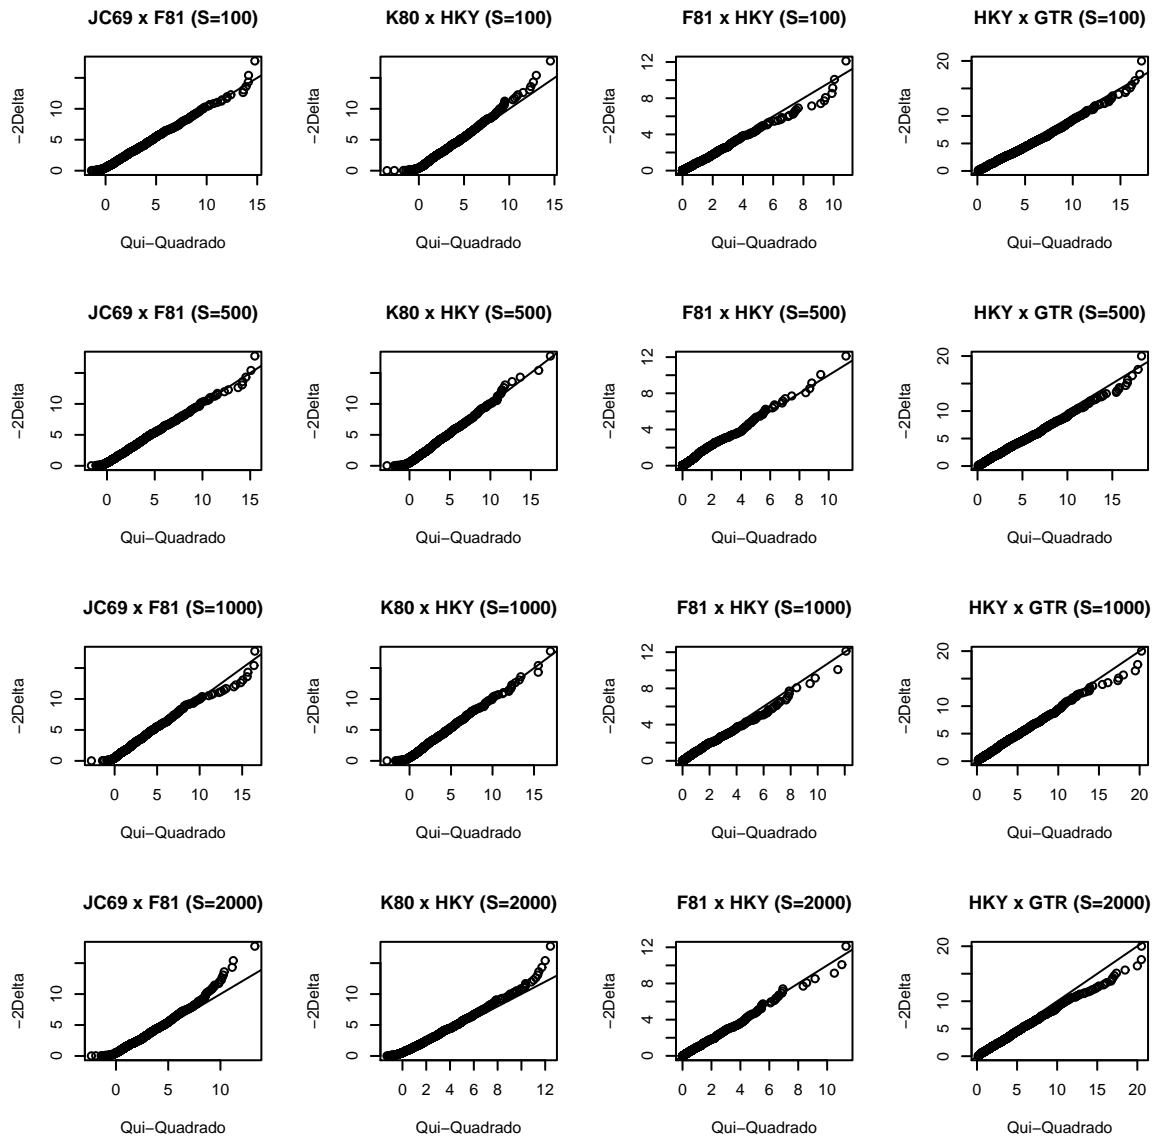 JC69 x F81 (S=100)
−2Delta
0 5 10
0 5 10 15
Qui−Quadrado
K80 x HKY (S=100)
−2Delta
0 5 10
0 5 10 15
Qui−Quadrado
F81 x HKY (S=100)
−2Delta
0 4 8 12
0 2 4 6 8 10
Qui−Quadrado
HKY x GTR (S=100)
−2Delta
0 5 10 15 20
0 5 10 15
Qui−Quadrado
JC69 x F81 (S=500)
−2Delta
0 5 10
0 5 10 15
Qui−Quadrado
K80 x HKY (S=500)
−2Delta
0 5 10
0 5 10 15
Qui−Quadrado
F81 x HKY (S=500)
−2Delta
0 4 8 12
0 2 4 6 8 10
Qui−Quadrado
HKY x GTR (S=500)
−2Delta
0 5 10 15 20
0 5 10 15
Qui−Quadrado
JC69 x F81 (S=1000)
−2Delta
0 5 10
0 5 10 15
Qui−Quadrado
K80 x HKY (S=1000)
−2Delta
0 5 10
0 5 10 15
Qui−Quadrado
F81 x HKY (S=1000)
−2Delta
0 4 8 12
0 2 4 6 8 10
Qui−Quadrado
HKY x GTR (S=1000)
−2Delta
0 5 10 15 20
0 5 10 15 20
Qui−Quadrado
JC69 x F81 (S=2000)
−2Delta
0 5 10
0 5 10
Qui−Quadrado
K80 x HKY (S=2000)
−2Delta
0 5 10
0 2 4 6 8 12
Qui−Quadrado
F81 x HKY (S=2000)
−2Delta
0 4 8 12
0 2 4 6 8 10
Qui−Quadrado
HKY x GTR (S=2000)
−2Delta
0 5 10 15 20
0 5 10 15 20
Qui−Quadrado